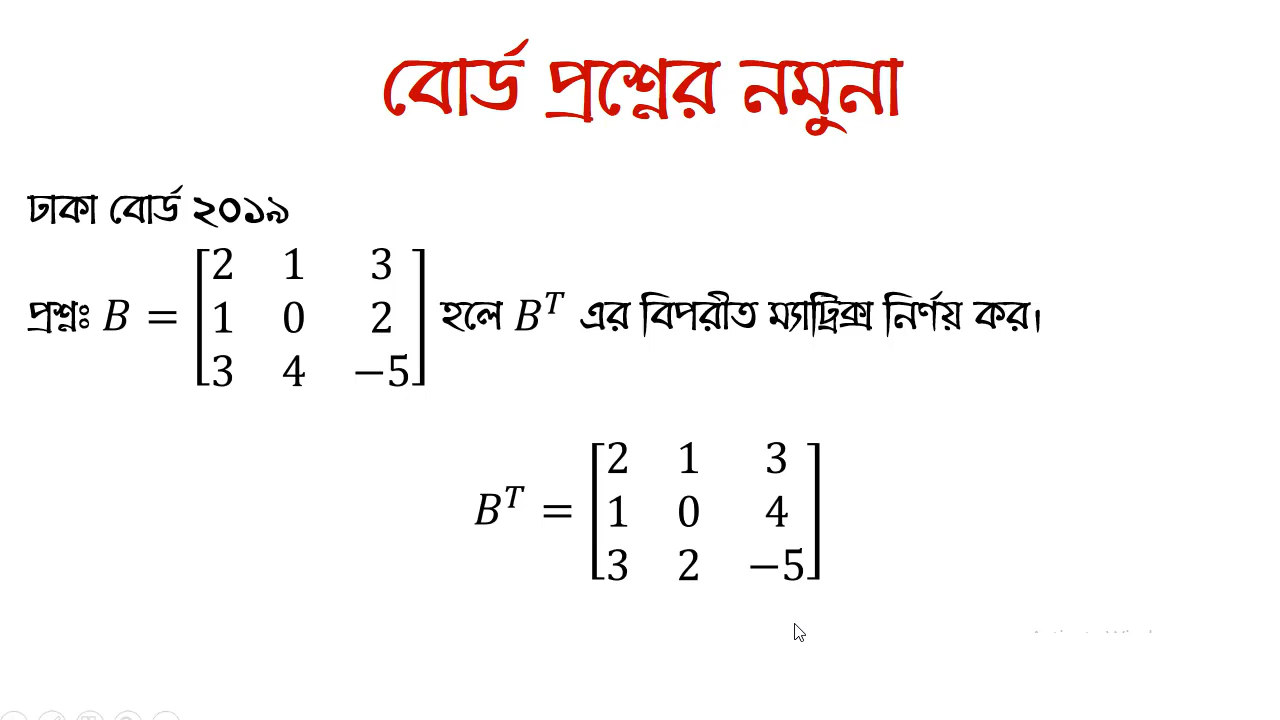 বোর্ড প্রশ্নের নমুনা
ঢাকা বোর্ড ২০১৯
প্রশ্নঃ B = [2 1 3; 1 0 2; 3 4 −5] হলে B^T এর বিপরীত ম্যাট্রিক্স নির্ণয় কর।
B^T = [2 1 3; 1 0 4; 3 2 −5]